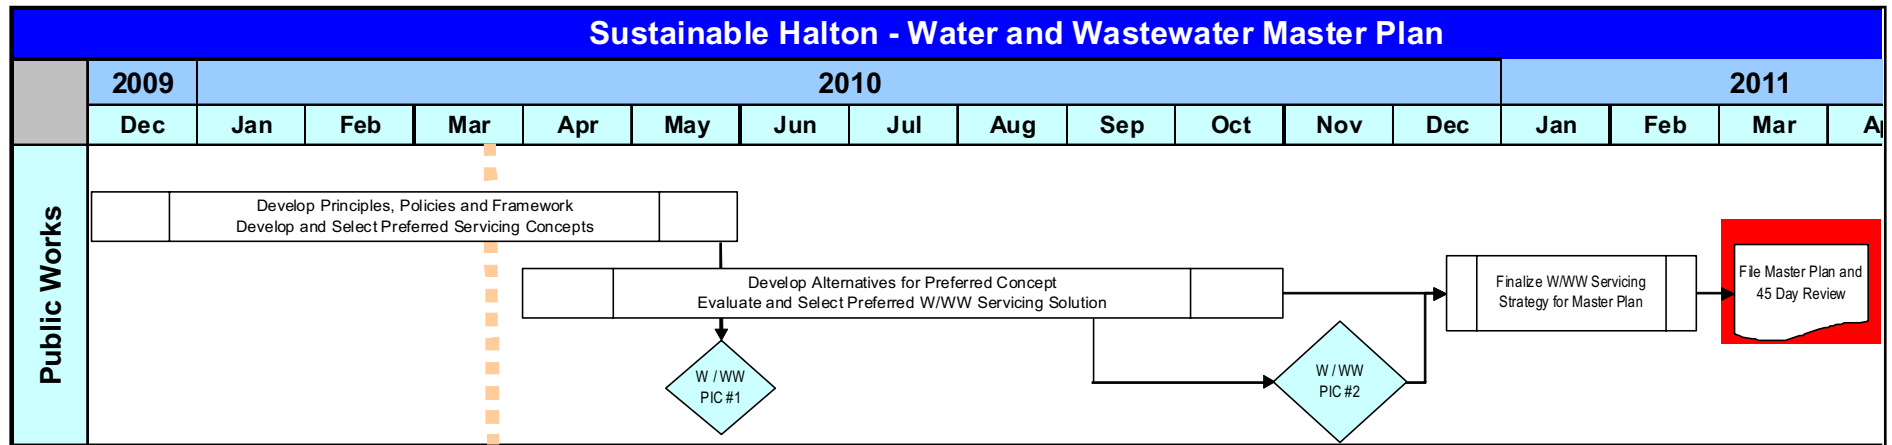 Sustainable Halton - Water and Wastewater Master Plan
2009 2010 2011
Dec Jan Feb Mar Apr May Jun Jul Aug Sep Oct Nov Dec Jan Feb Mar
Public Works
Develop Principles, Policies and Framework
Develop and Select Preferred Servicing Concepts
Develop Alternatives for Preferred Concept
Evaluate and Select Preferred W/WW Servicing Solution
Finalize W/WW Servicing
Strategy for Master Plan
File Master Plan and
45 Day Review
W / WW
PIC #1
W / WW
PIC #2